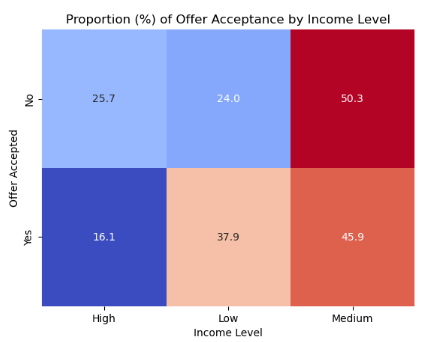 Proportion (%) of Offer Acceptance by Income Level
Offer Accepted
No
25.7
24.0
50.3
Yes
16.1
37.9
45.9
High
Low
Medium
Income Level